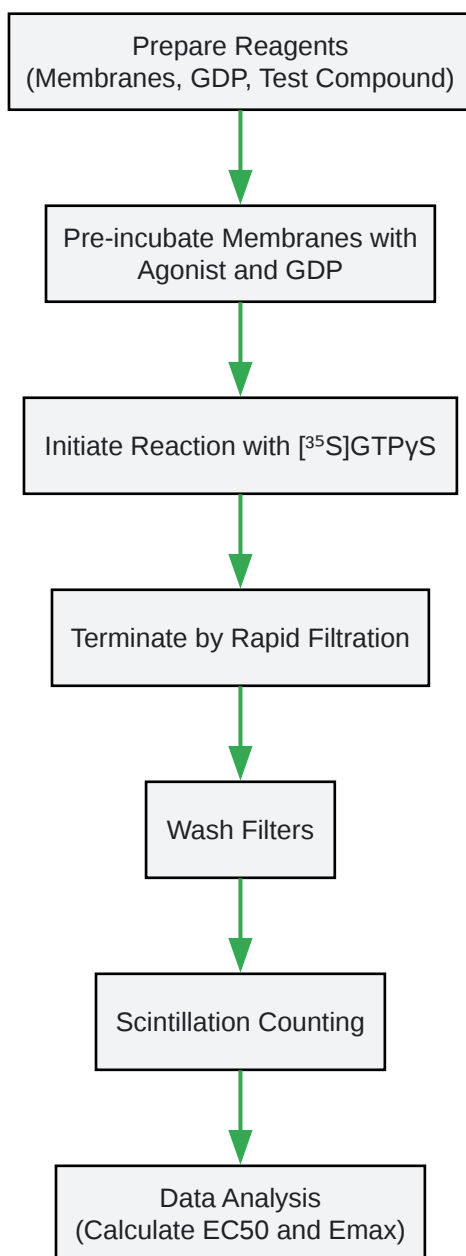 Prepare Reagents
(Membranes, GDP, Test Compound)
Pre-incubate Membranes with
Agonist and GDP
Initiate Reaction with [³⁵S]GTPγS
Terminate by Rapid Filtration
Wash Filters
Scintillation Counting
Data Analysis
(Calculate EC50 and Emax)